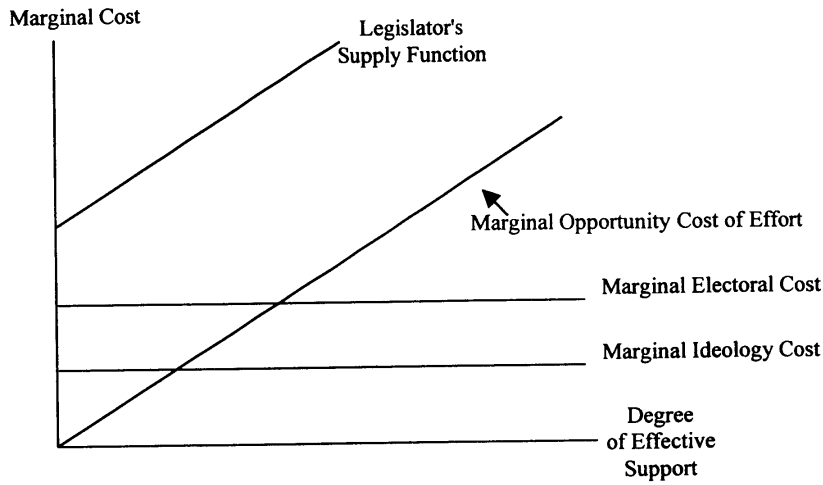 Marginal Cost
Legislator's
Supply Function
Marginal Opportunity Cost of Effort
Marginal Electoral Cost
Marginal Ideology Cost
Degree
of Effective
Support